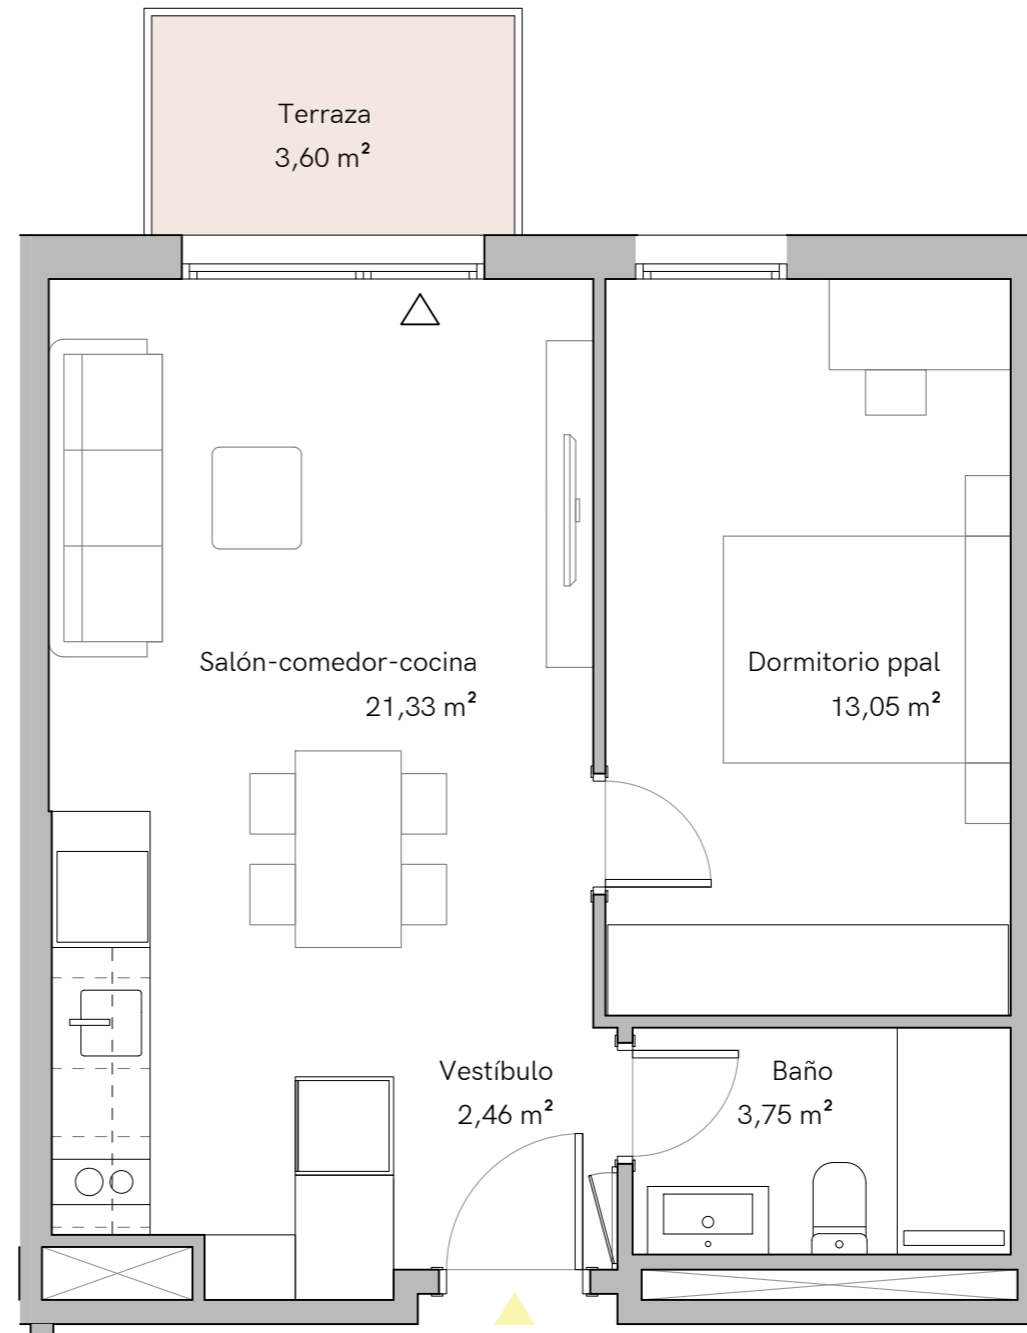 Terraza
3,60 m²
Salón-comedor-cocina
21,33 m²
Dormitorio ppal
13,05 m²
Vestíbulo
2,46 m²
Baño
3,75 m²